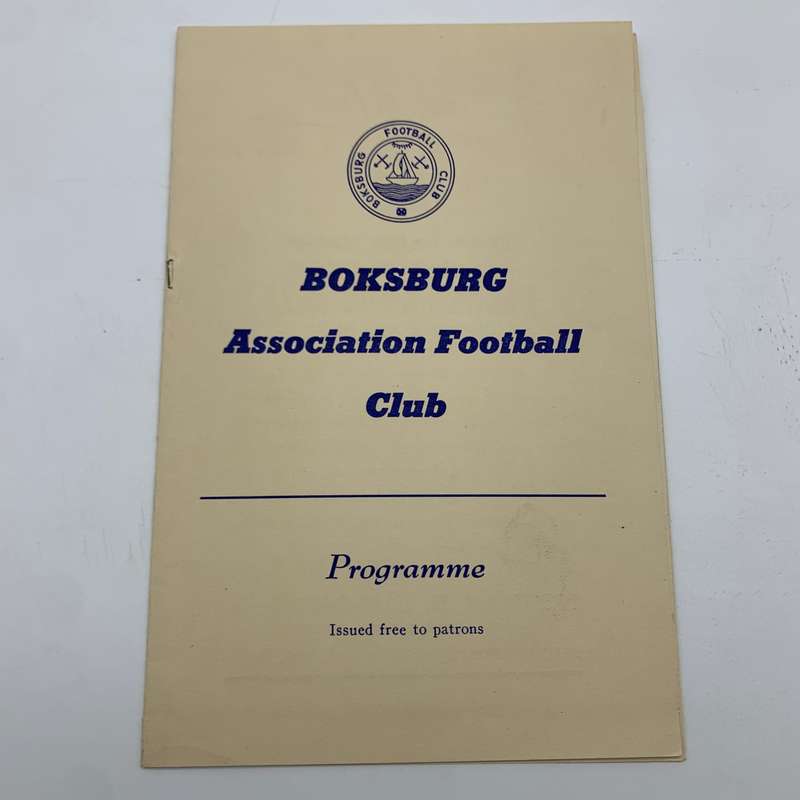 BOKSBURG FOOTBALL CLUB
BOKSBURG
Association Football
Club
Programme
Issued free to patrons